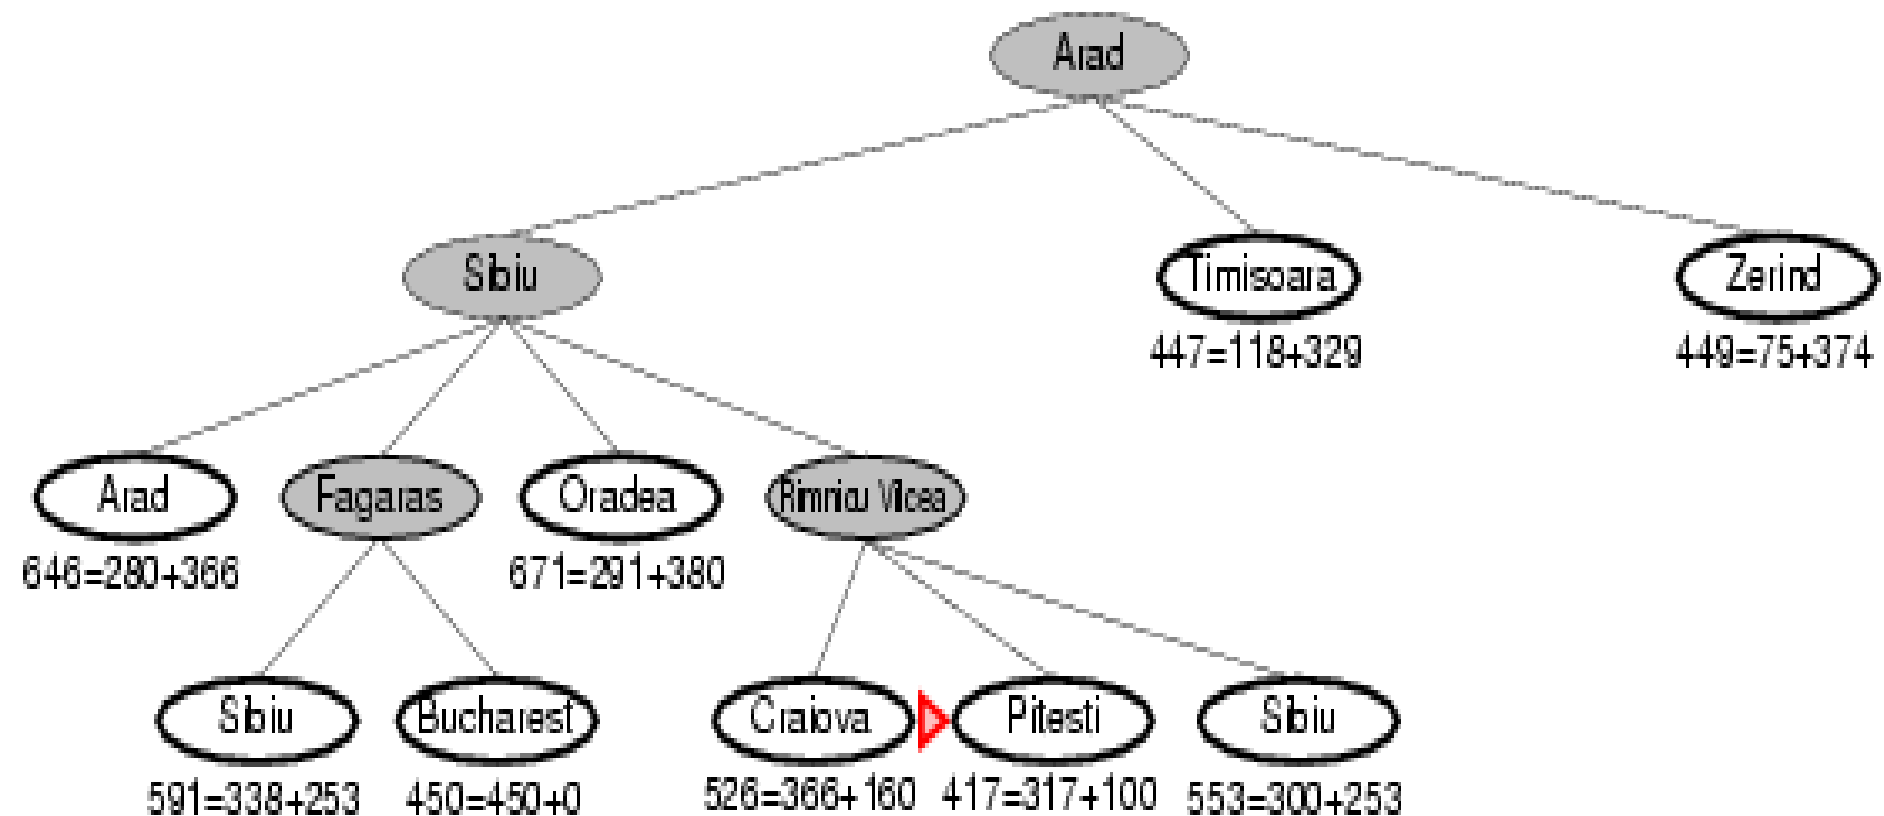 Arad
Sibiu
Timisoara
Zerind
447=118+329
449=75+374
Arad
Fagaras
Oradea
Rimnicu Vilcea
646=280+366
671=291+380
Sibiu
Bucharest
Craiova
Pitesti
Sibiu
591=338+253
450=450+0
526=366+160
417=317+100
553=300+253